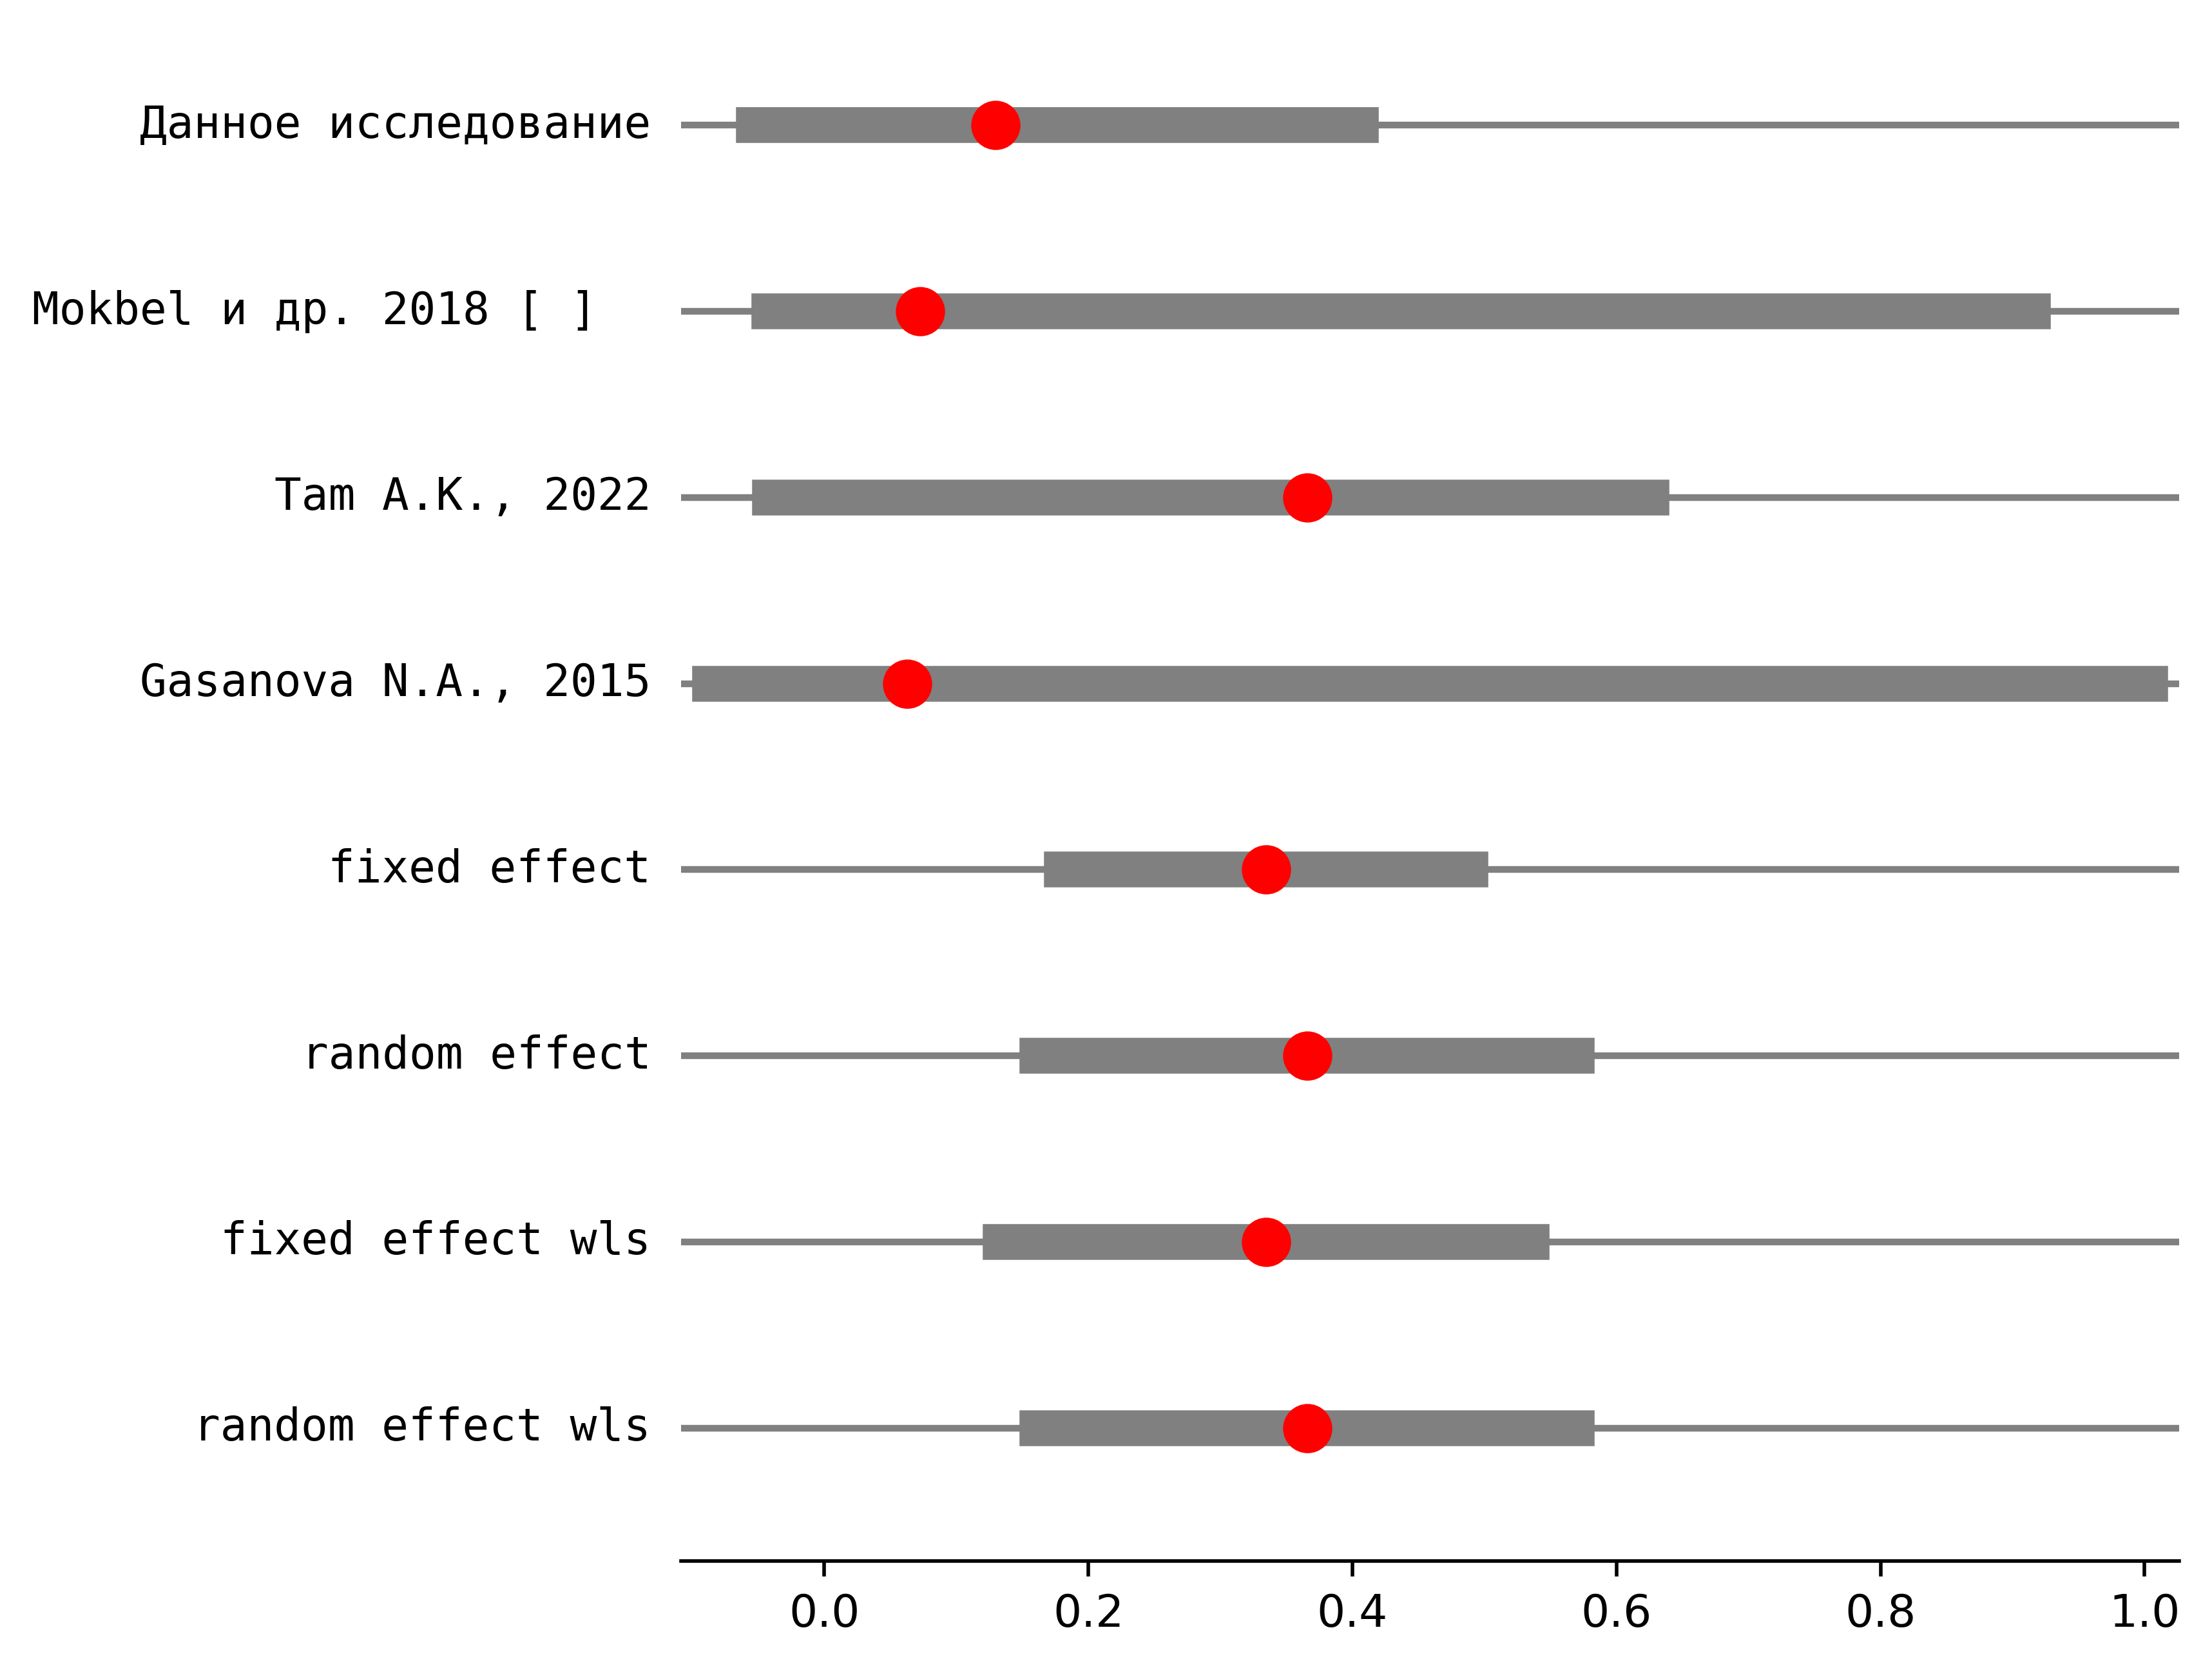 Данное исследование
Mokbel и др. 2018 [ ]
Tam A.K., 2022
Gasanova N.A., 2015
fixed effect
random effect
fixed effect wls
random effect wls
0.0 0.2 0.4 0.6 0.8 1.0